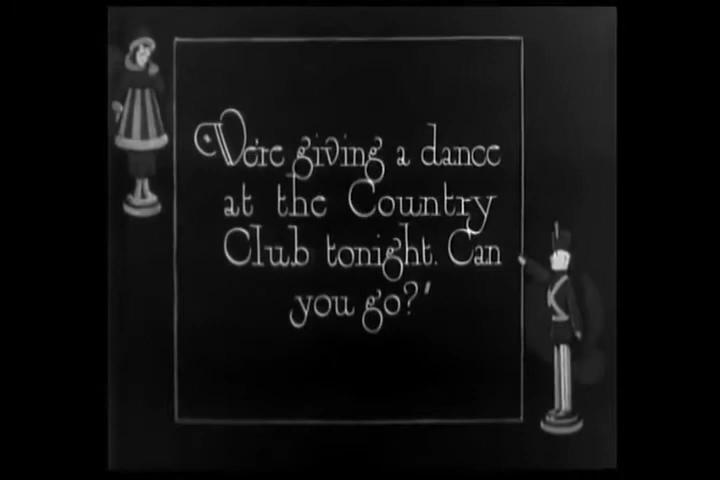 "We're giving a dance
at the Country
Club tonight. Can
you go?"